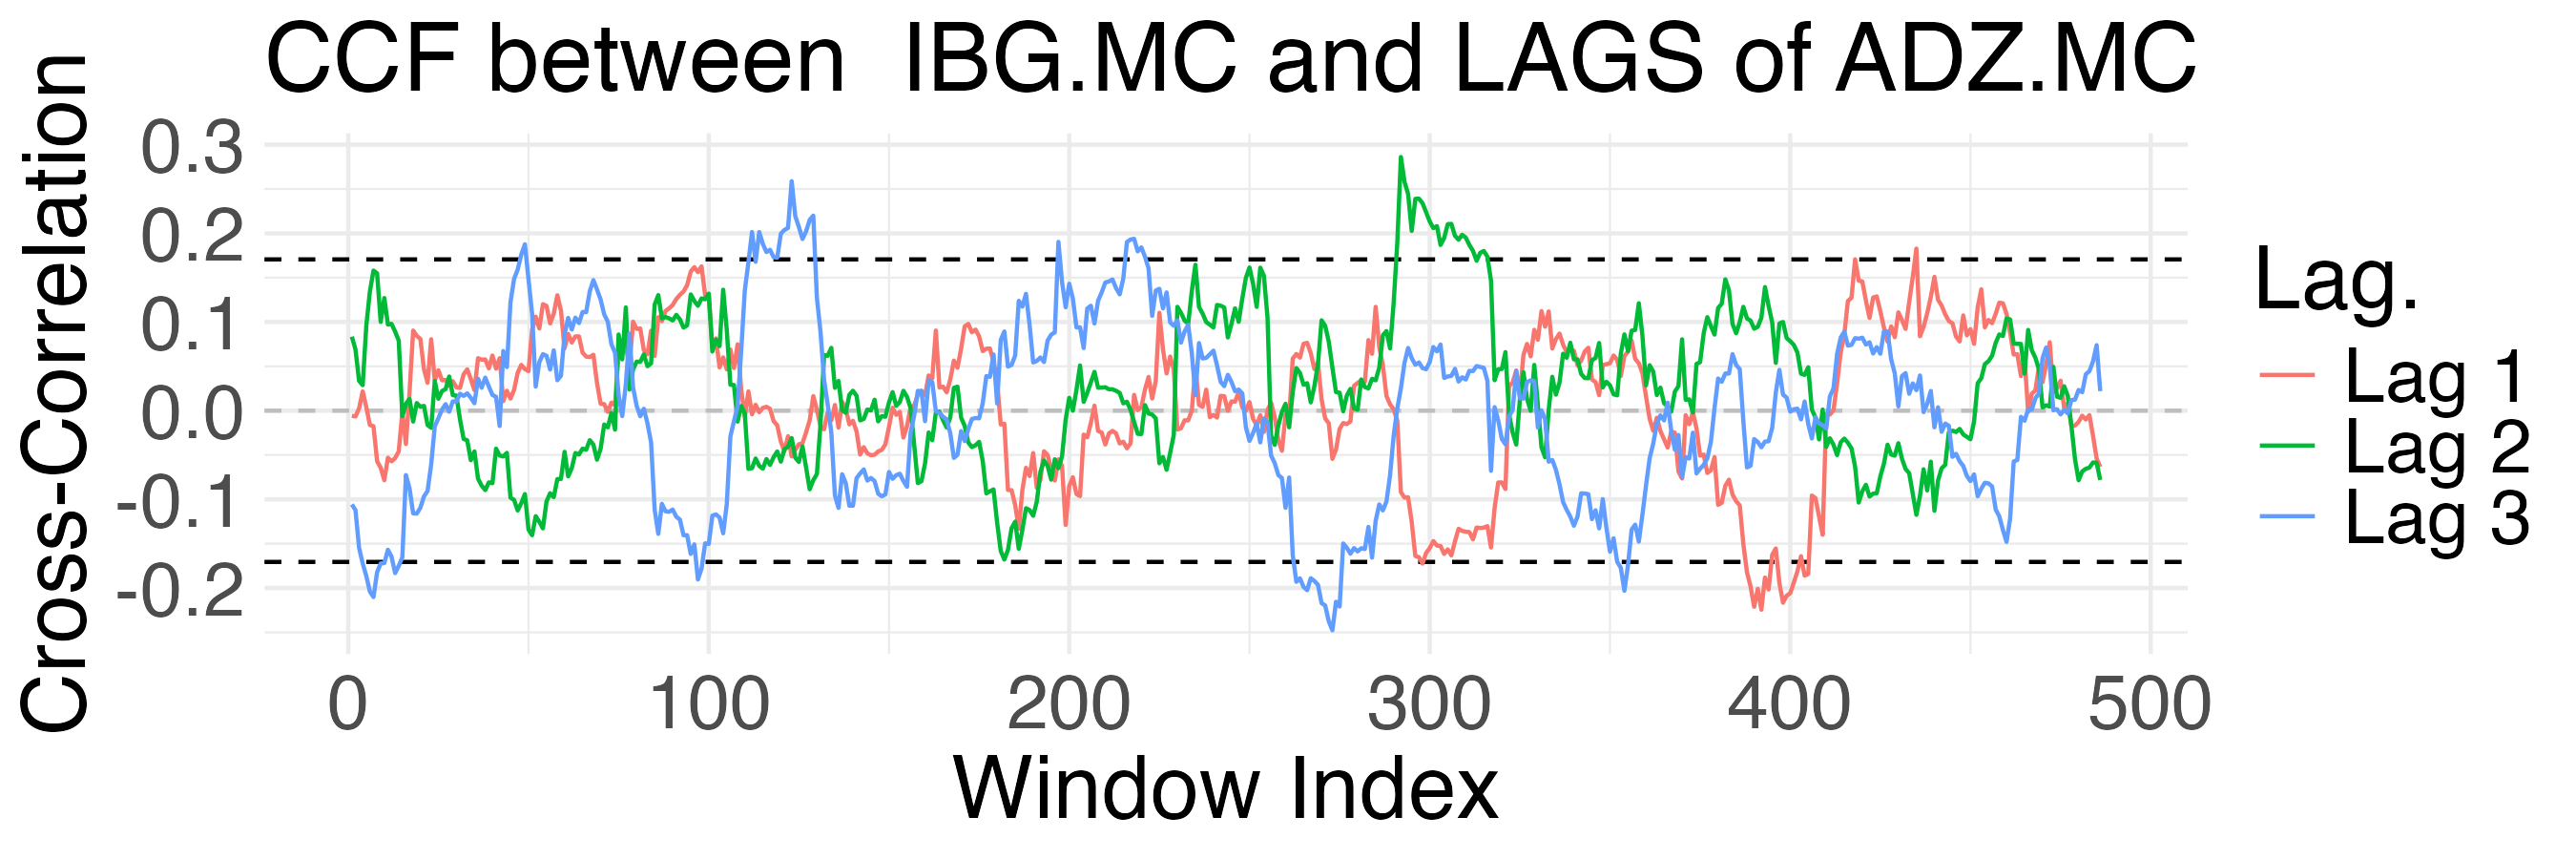 CCF between  IBG.MC and LAGS of ADZ.MC
Cross-Correlation
0.3
0.2
0.1
0.0
-0.1
-0.2
0 100 200 300 400 500
Window Index
Lag.
Lag 1
Lag 2
Lag 3